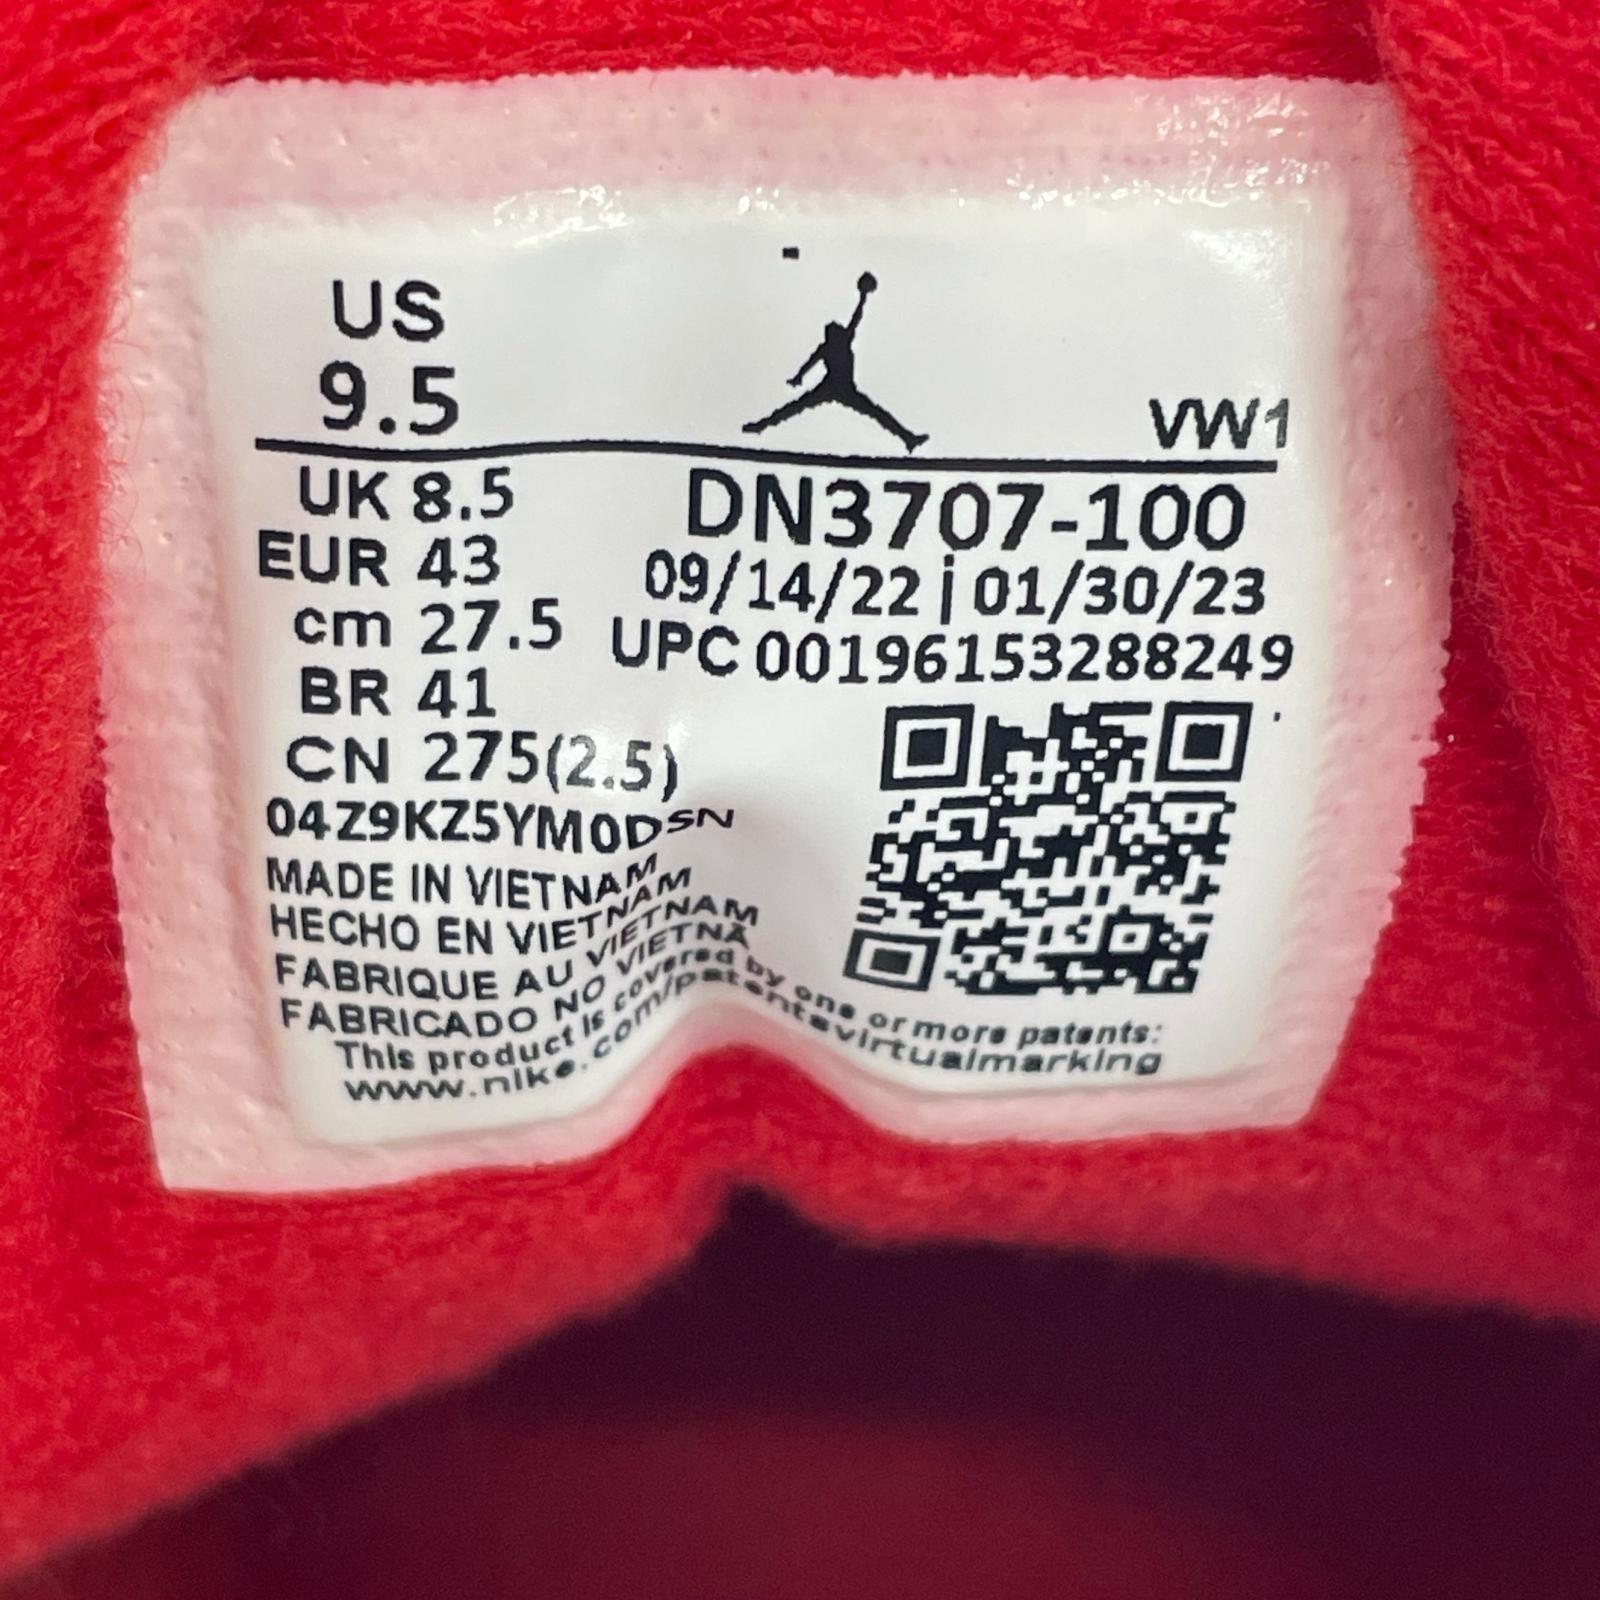 US
9.5
VW1
UK 8.5
EUR 43
cm 27.5
BR 41
CN 275(2.5)
DN3707-100
09/14/22 | 01/30/23
UPC 00196153288249
04Z9KZ5YM0DSN
MADE IN VIETNAM
HECHO EN VIETNAM
FABRIQUE AU VIETNAM
FABRICADO NO VIETNÃ
This product is covered by one or more patents:
www.nike.com/patentsvirtualmarking